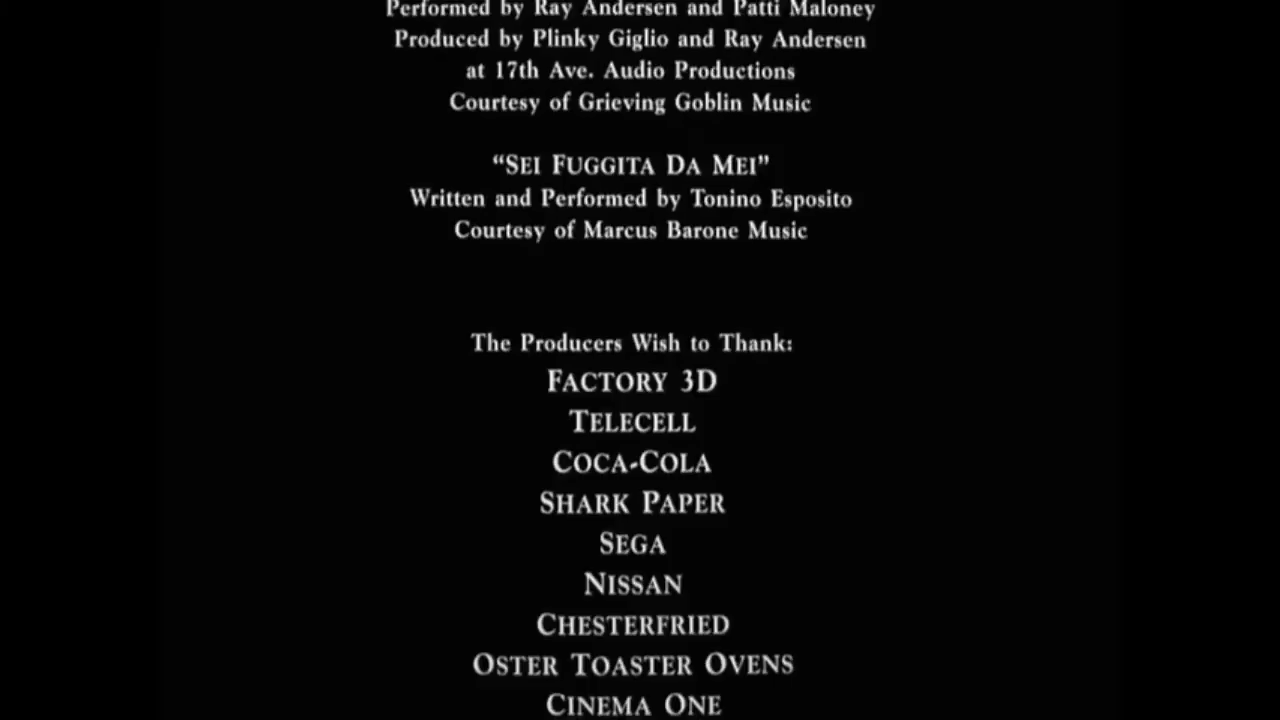 Performed by Ray Andersen and Patti Maloney
Produced by Plinky Giglio and Ray Andersen
at 17th Ave. Audio Productions
Courtesy of Grieving Goblin Music
“SEI FUGGITA DA MEI”
Written and Performed by Tonino Esposito
Courtesy of Marcus Barone Music
The Producers Wish to Thank:
FACTORY 3D
TELECELL
COCA-COLA
SHARK PAPER
SEGA
NISSAN
CHESTERFRIED
OSTER TOASTER OVENS
CINEMA ONE